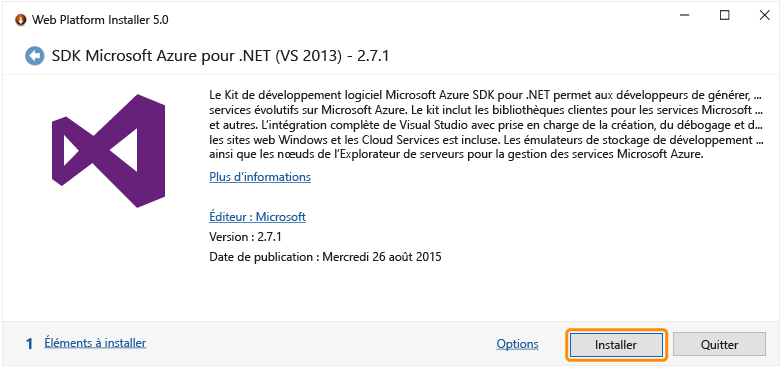 Web Platform Installer 5.0
SDK Microsoft Azure pour .NET (VS 2013) - 2.7.1
Le Kit de développement logiciel Microsoft Azure SDK pour .NET permet aux développeurs de générer, ...
services évolutifs sur Microsoft Azure. Le kit inclut les bibliothèques clientes pour les services Microsoft ...
et autres. L'intégration complète de Visual Studio avec prise en charge de la création, du débogage et d...
les sites web Windows et les Cloud Services est incluse. Les émulateurs de stockage de développement ...
ainsi que les nœuds de l'Explorateur de serveurs pour la gestion des services Microsoft Azure.
Plus d'informations
Éditeur : Microsoft
Version : 2.7.1
Date de publication : Mercredi 26 août 2015
1 Éléments à installer
Options
Installer
Quitter